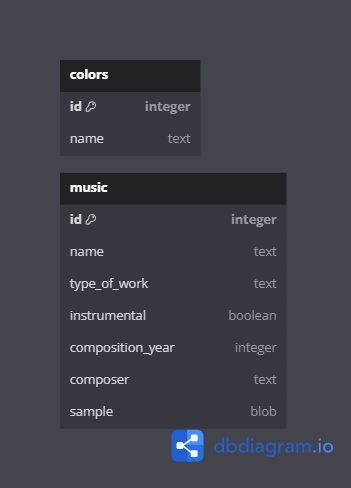 colors
id integer
name text
music
id integer
name text
type_of_work text
instrumental boolean
composition_year integer
composer text
sample blob
dbdiagram.io